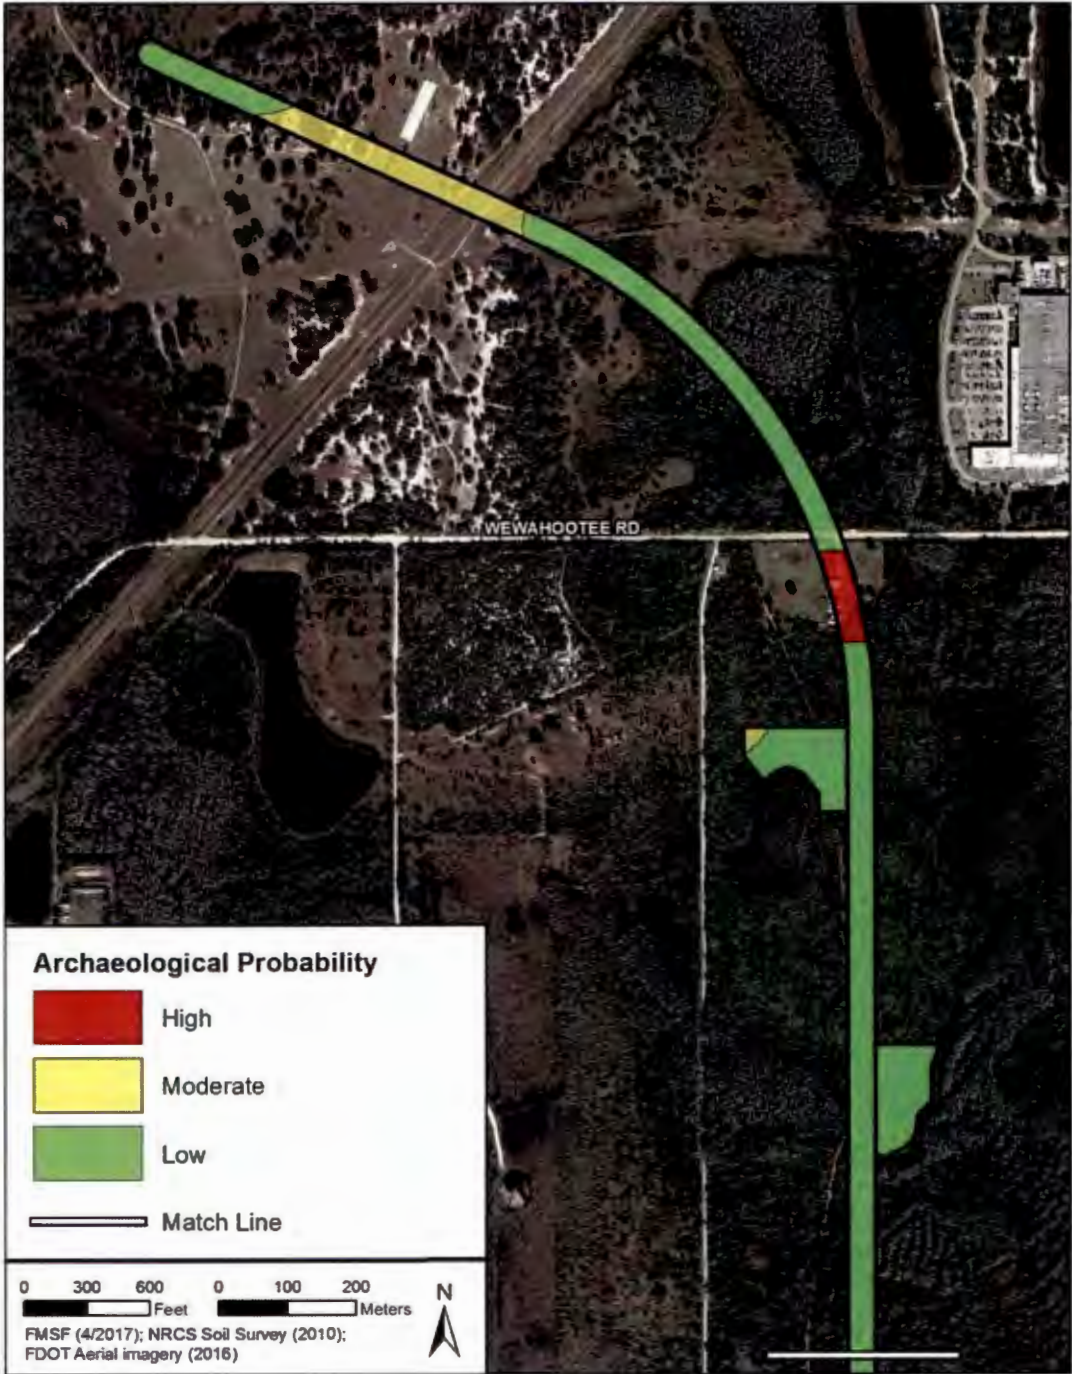 WEWAHOOTEE RD
Archaeological Probability
High
Moderate
Low
Match Line
0 300 600 Feet
0 100 200 Meters
N
FMSF (4/2017); NRCS Soil Survey (2010);
FDOT Aerial imagery (2016)